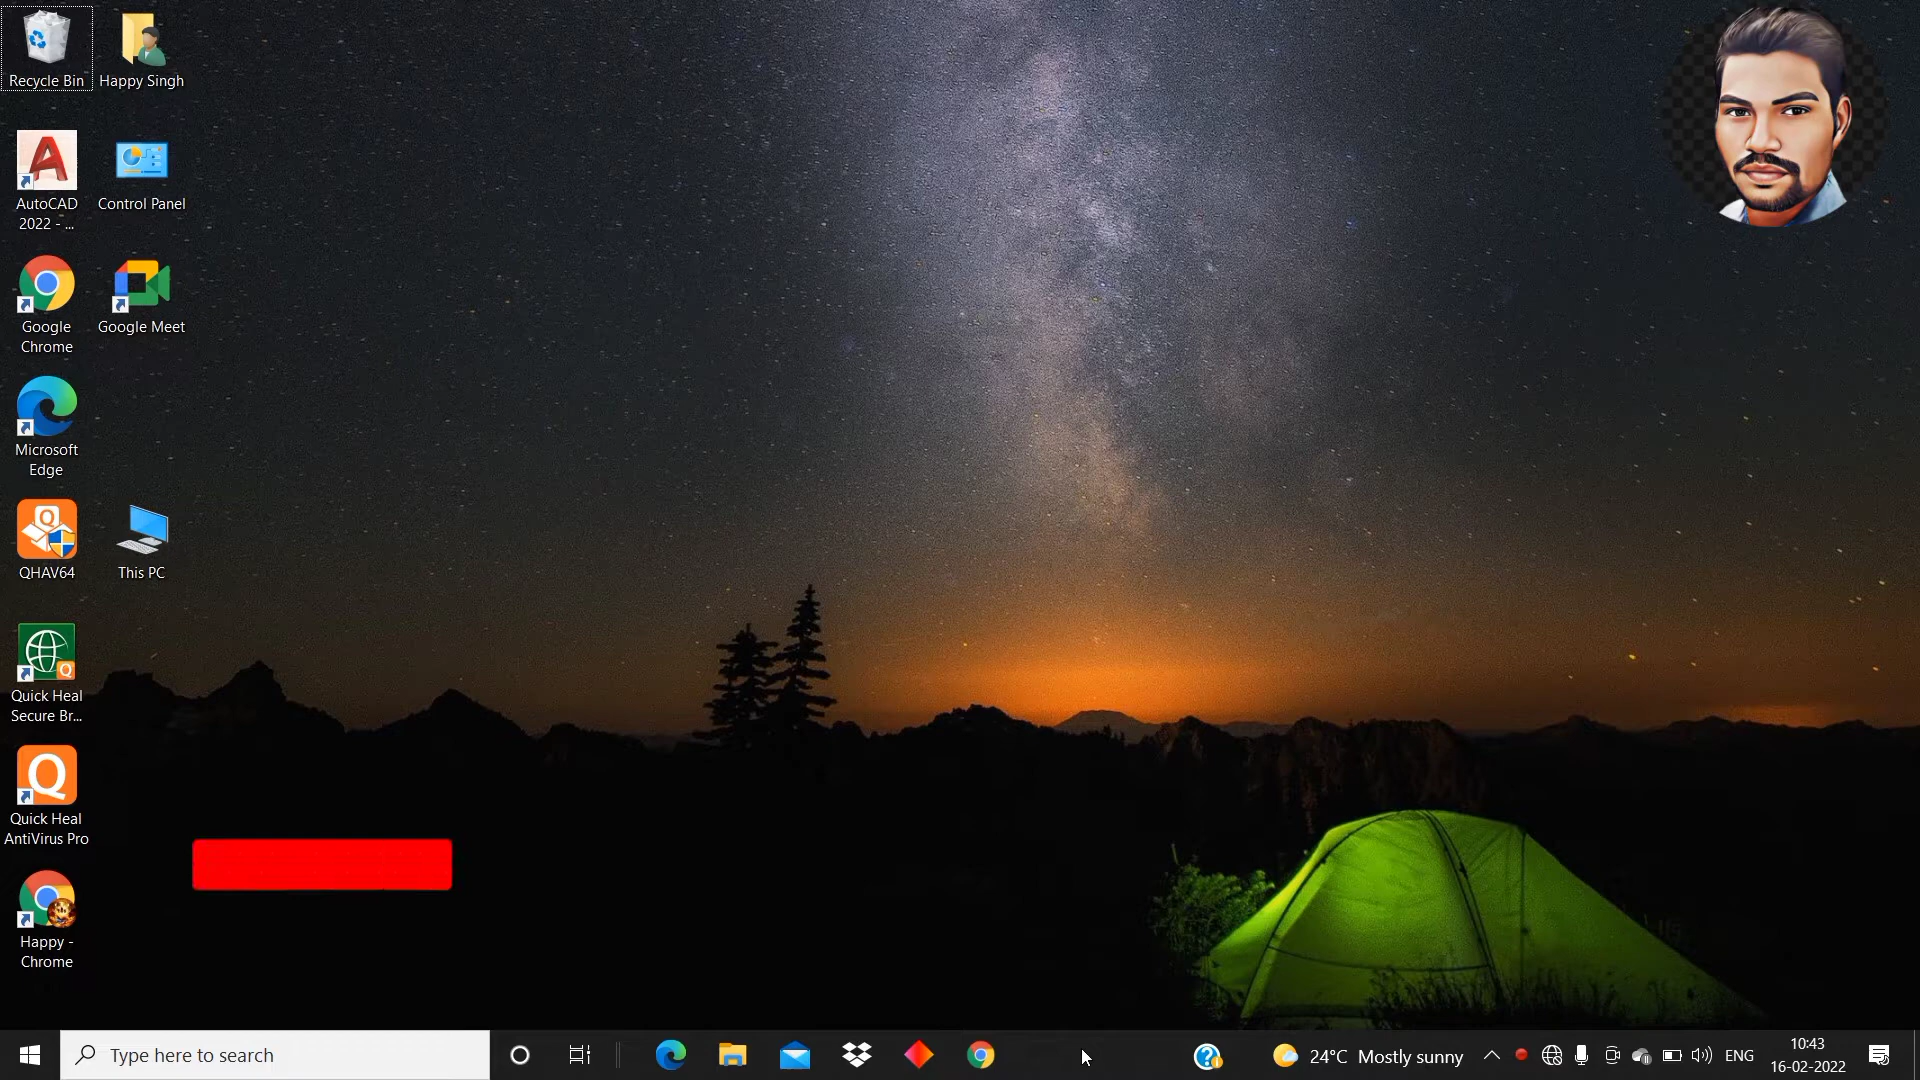 Recycle Bin
Happy Singh
AutoCAD
2022 - ...
Control Panel
Google
Chrome
Google Meet
Microsoft
Edge
QHAV64
This PC
Quick Heal
Secure Br...
Quick Heal
AntiVirus Pro
Happy -
Chrome
Type here to search
24°C Mostly sunny
ENG
10:43
16-02-2022